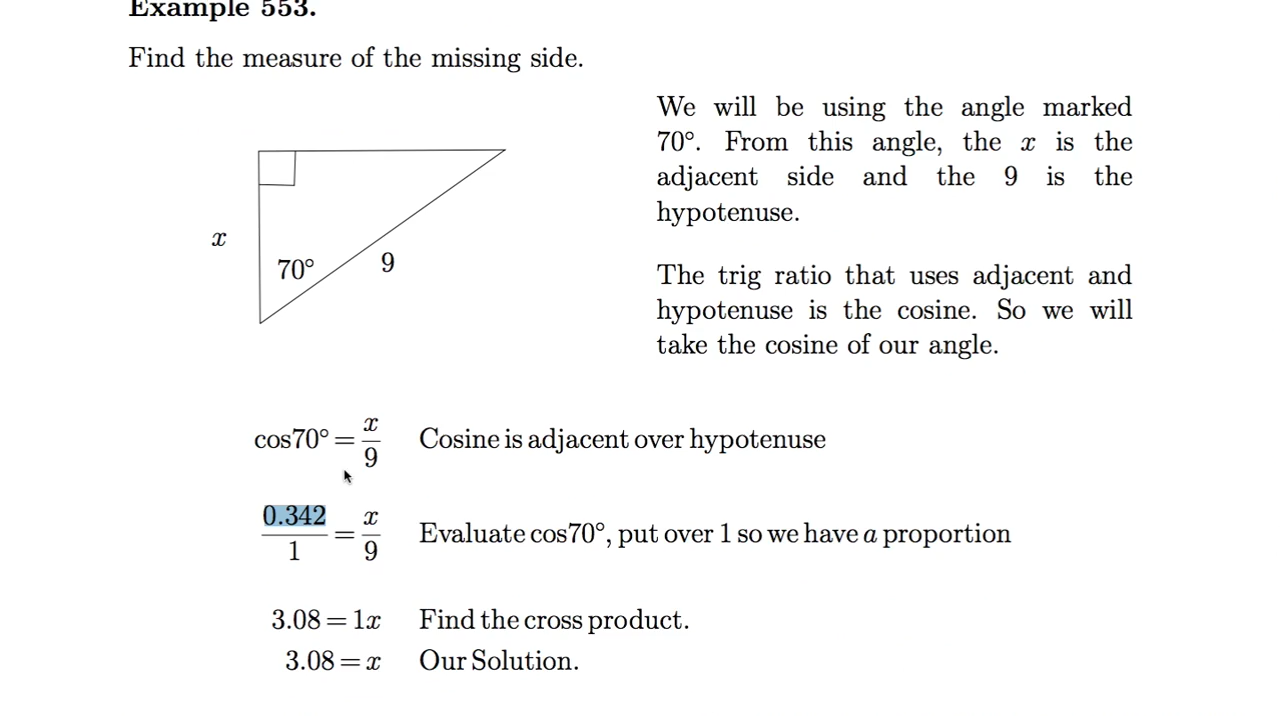 Example 553.
Find the measure of the missing side.
We will be using the angle marked
70°. From this angle, the x is the
adjacent side and the 9 is the
hypotenuse.
x
70°
9
The trig ratio that uses adjacent and
hypotenuse is the cosine. So we will
take the cosine of our angle.
cos70° = x/9 Cosine is adjacent over hypotenuse
0.342/1 = x/9 Evaluate cos70°, put over 1 so we have a proportion
3.08 = 1x Find the cross product.
3.08 = x Our Solution.